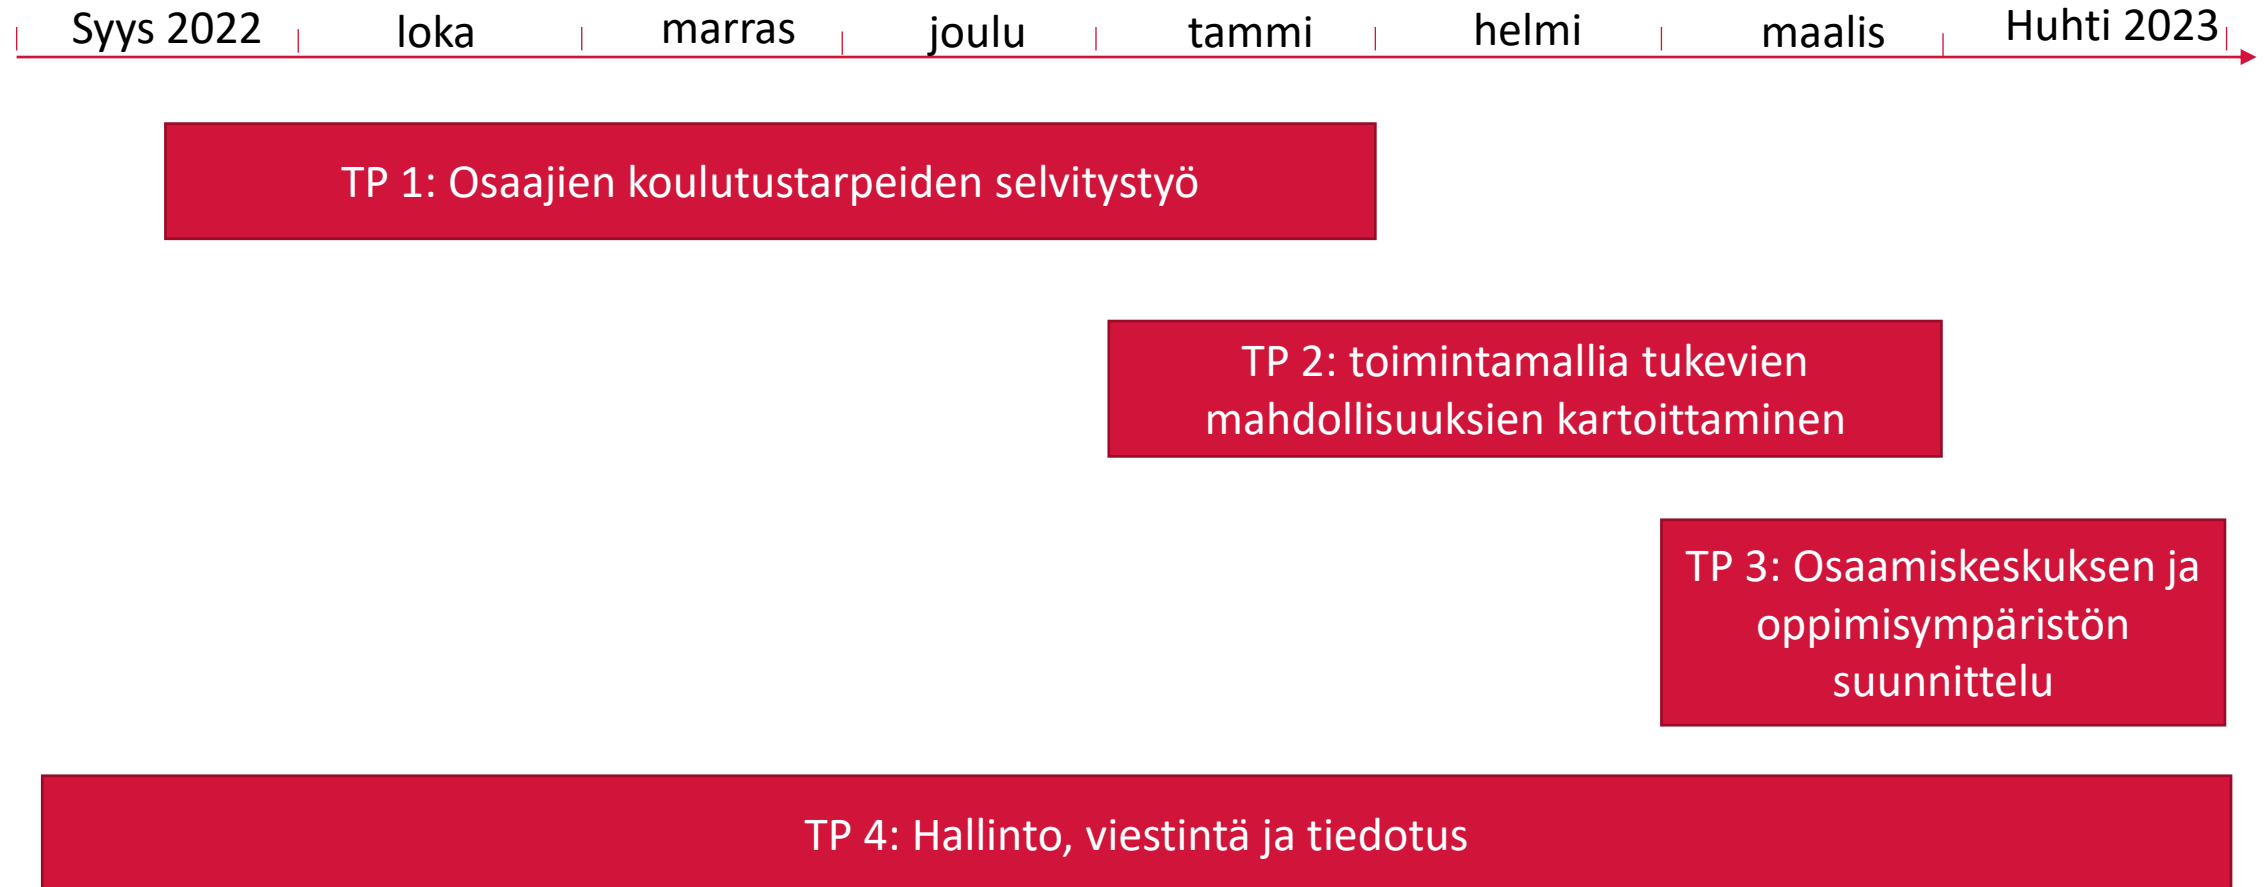 Syys 2022 loka marras joulu tammi helmi maalis Huhti 2023
TP 1: Osaajien koulutustarpeiden selvitystyö
TP 2: toimintamallia tukevien
mahdollisuuksien kartoittaminen
TP 3: Osaamiskeskuksen ja
oppimisympäristön
suunnittelu
TP 4: Hallinto, viestintä ja tiedotus